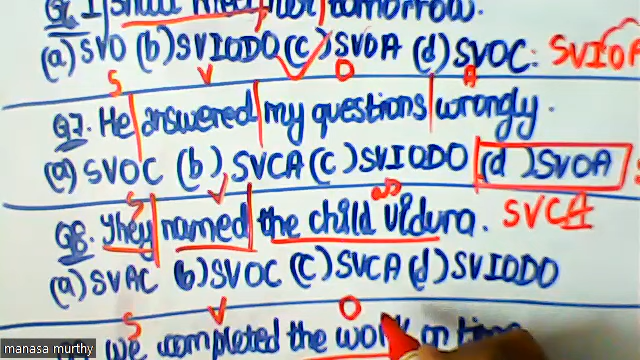 Q6. I shall meet you tomorrow.
(a) SVO (b) SVIODO (c) SVOA (d) SVOC: SVIOA
S V O A
Q7. He answered my questions wrongly.
(a) SVOC (b) SVCA (c) SVIODO (d) SVOA
S V
Q8. They named the child Vidura. SVCA
(a) SVAC (b) SVOC (c) SVCA (d) SVIODO
S V O
We completed the work on time
manasa murthy